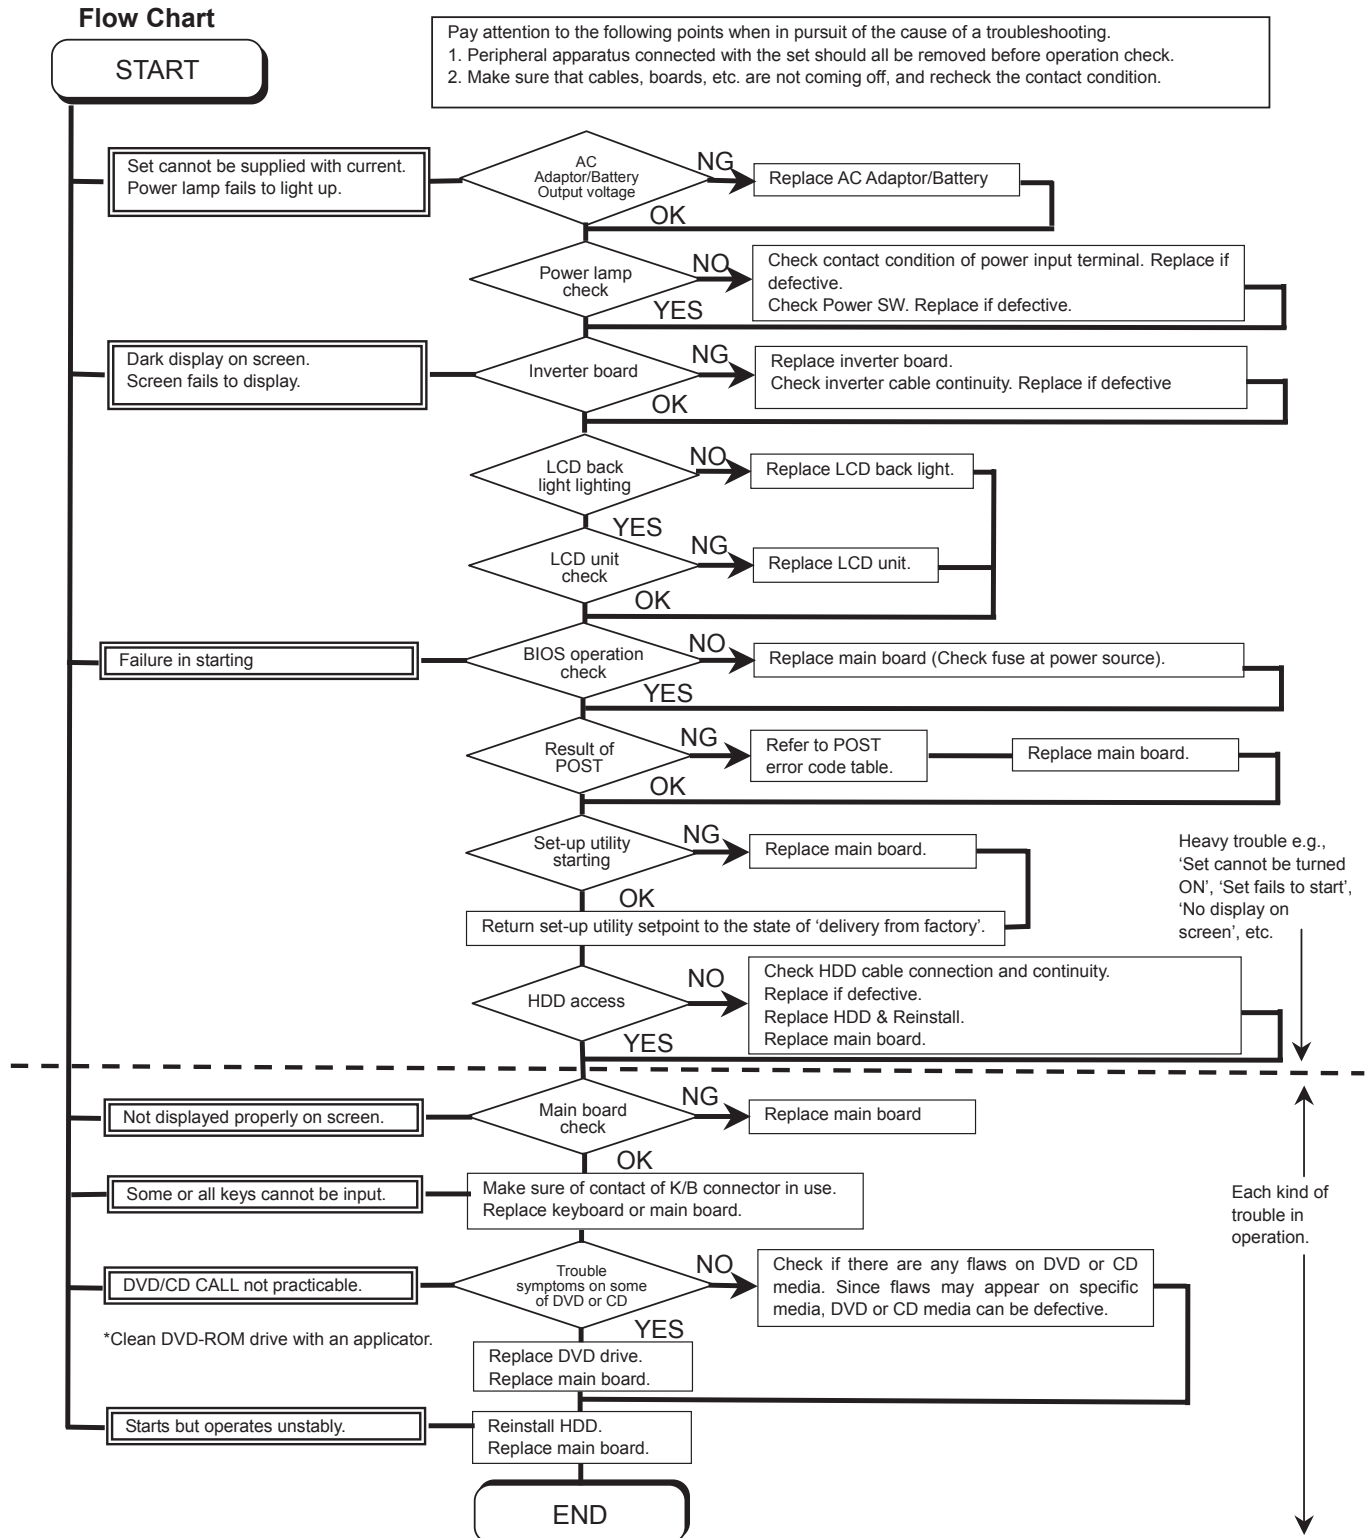 Flow Chart
START
Pay attention to the following points when in pursuit of the cause of a troubleshooting.
1. Peripheral apparatus connected with the set should all be removed before operation check.
2. Make sure that cables, boards, etc. are not coming off, and recheck the contact condition.
Set cannot be supplied with current.
Power lamp fails to light up.
AC
Adaptor/Battery
Output voltage
NG
Replace AC Adaptor/Battery
OK
Power lamp
check
NO
Check contact condition of power input terminal. Replace if
defective.
Check Power SW. Replace if defective.
YES
Dark display on screen.
Screen fails to display.
Inverter board
NG
Replace inverter board.
Check inverter cable continuity. Replace if defective
OK
LCD back
light lighting
NO
Replace LCD back light.
YES
LCD unit
check
NG
Replace LCD unit.
OK
Failure in starting
BIOS operation
check
NO
Replace main board (Check fuse at power source).
YES
Result of
POST
NG
Refer to POST
error code table.
Replace main board.
OK
Set-up utility
starting
NG
Replace main board.
OK
Return set-up utility setpoint to the state of ‘delivery from factory’.
Heavy trouble e.g.,
‘Set cannot be turned
ON’, ‘Set fails to start’,
‘No display on
screen’, etc.
HDD access
NO
Check HDD cable connection and continuity.
Replace if defective.
Replace HDD & Reinstall.
Replace main board.
YES
Not displayed properly on screen.
Main board
check
NG
Replace main board
OK
Some or all keys cannot be input.
Make sure of contact of K/B connector in use.
Replace keyboard or main board.
Each kind of
trouble in
operation.
DVD/CD CALL not practicable.
Trouble
symptoms on some
of DVD or CD
NO
Check if there are any flaws on DVD or CD
media. Since flaws may appear on specific
media, DVD or CD media can be defective.
YES
*Clean DVD-ROM drive with an applicator.
Replace DVD drive.
Replace main board.
Starts but operates unstably.
Reinstall HDD.
Replace main board.
END